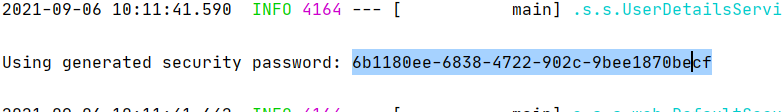 2021-09-06 10:11:41.590  INFO 4164 --- [           main] .s.s.UserDetailsServi
Using generated security password: 6b1180ee-6838-4722-902c-9bee1870becf